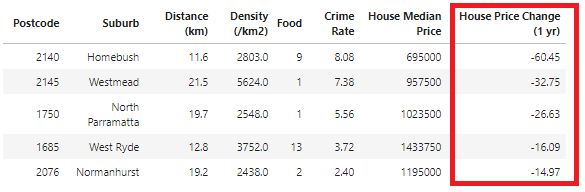 Postcode Suburb Distance (km) Density (/km2) Food Crime Rate House Median Price House Price Change (1 yr)
2140 Homebush 11.6 2803.0 9 8.08 695000 -60.45
2145 Westmead 21.5 5624.0 1 7.38 957500 -32.75
1750 North Parramatta 19.7 2548.0 1 5.56 1023500 -26.63
1685 West Ryde 12.8 3752.0 13 3.72 1433750 -16.09
2076 Normanhurst 19.2 2438.0 2 2.40 1195000 -14.97